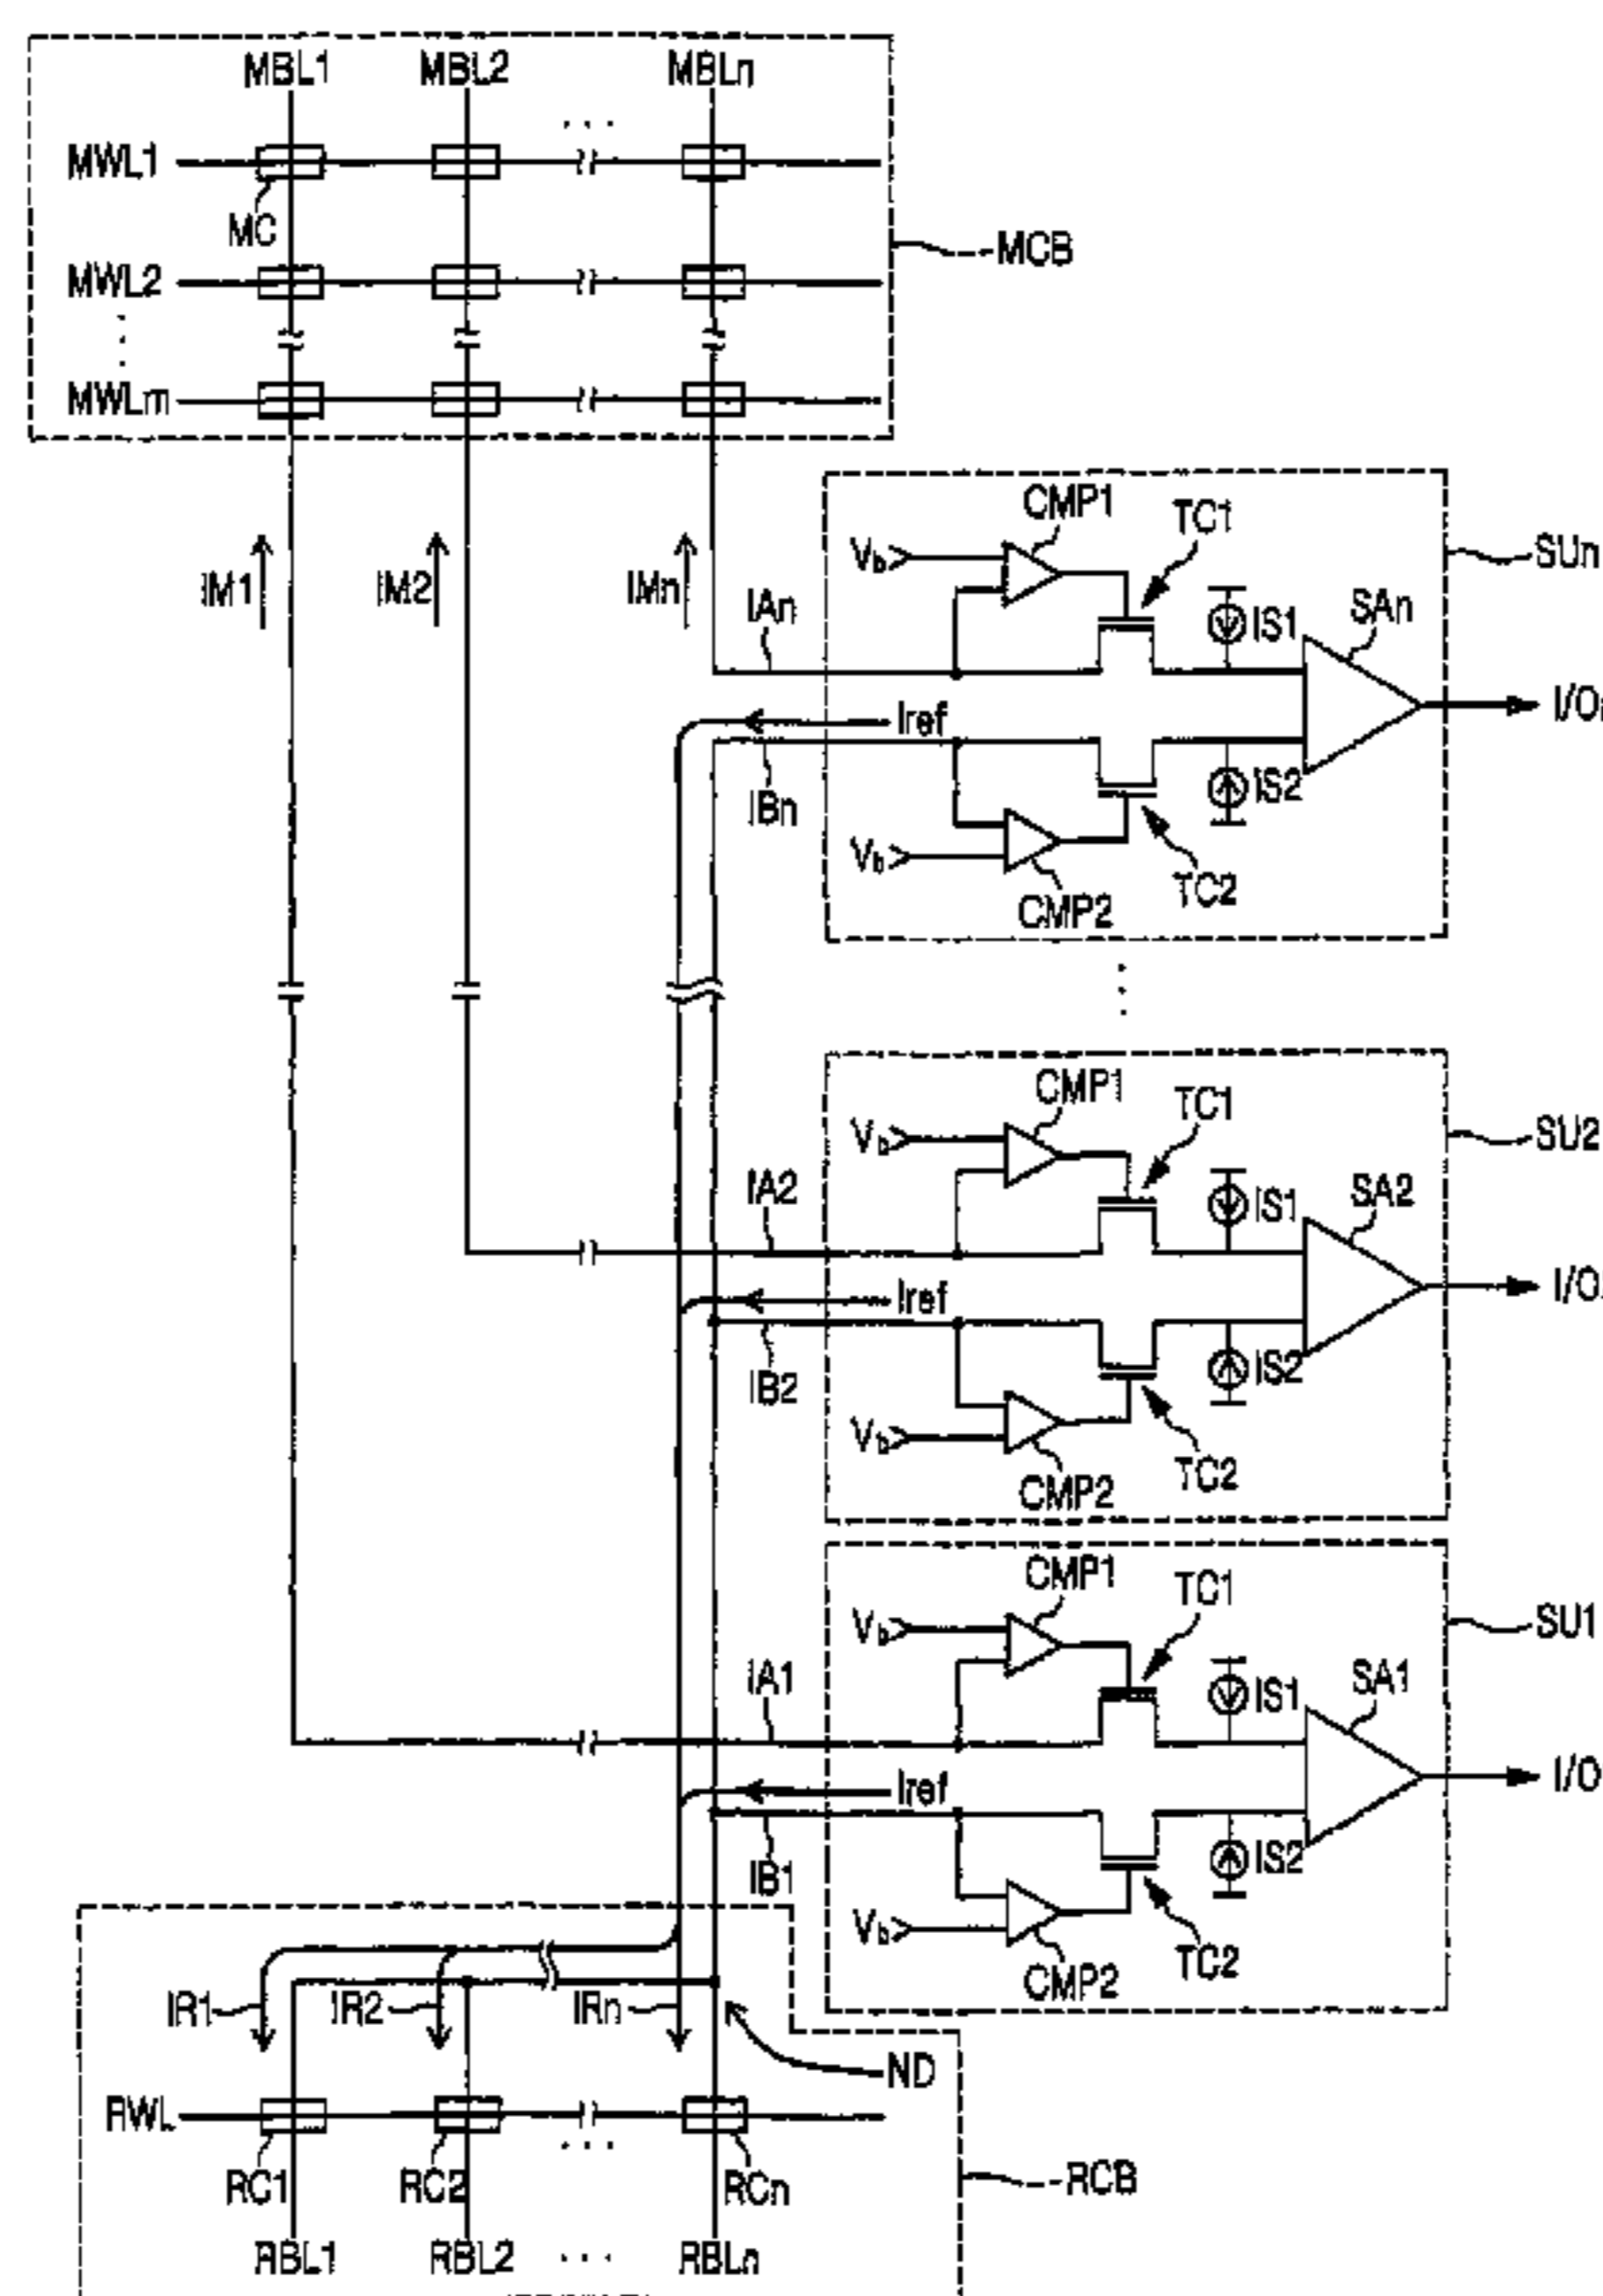 MBL1 MBL2 MBLn
. . .
MWL1
MC
MCB
MWL2
MWLm
CMP1
TC1
Vb
SUn
IM1 IM2 IMn
IAn
IS1
SAn
Iref
IBn
IS2
Vb
TC2
CMP2
CMP1
TC1
Vb
SU2
IA2
IS1
SA2
Iref
IB2
IS2
Vb
TC2
CMP2
CMP1
TC1
Vb
SU1
IA1
IS1
SA1
Iref
IB1
IS2
Vb
TC2
CMP2
IR1 IR2 IRn
ND
RWL
. . .
RC1 RC2 RCn
RCB
RBL1 RBL2 . . . RBLn